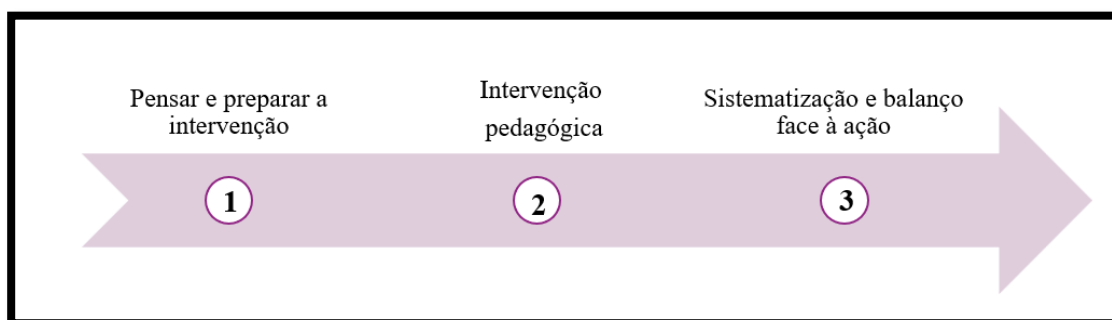 Pensar e preparar a
intervenção
Intervenção
pedagógica
Sistematização e balanço
face à ação
1
2
3